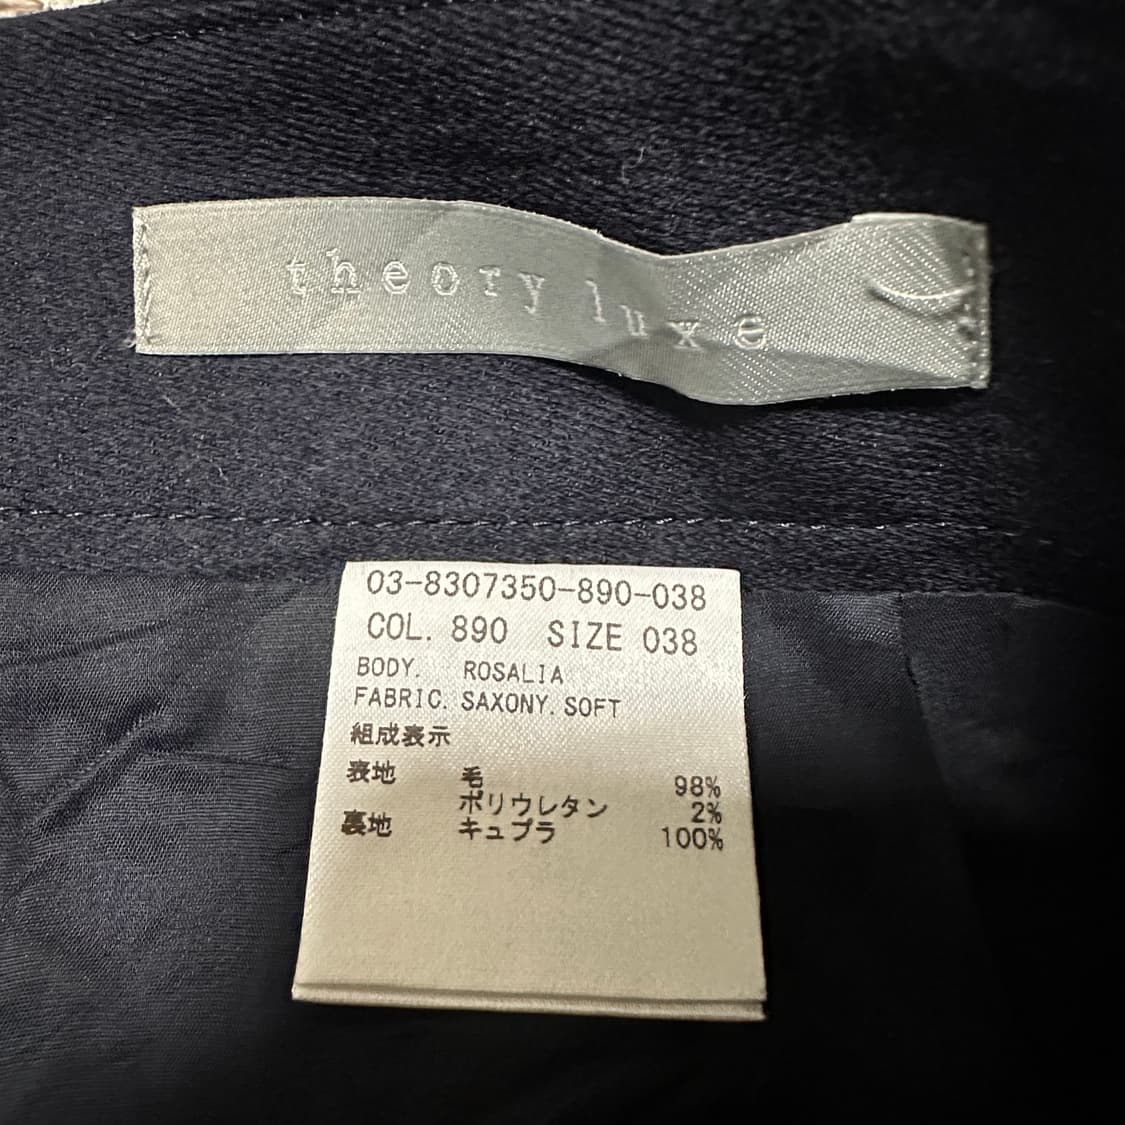 theory luxe
03-8307350-890-038
COL. 890 SIZE 038
BODY. ROSALIA
FABRIC. SAXONY. SOFT
組成表示
表地 毛 98%
ポリウレタン 2%
裏地 キュプラ 100%